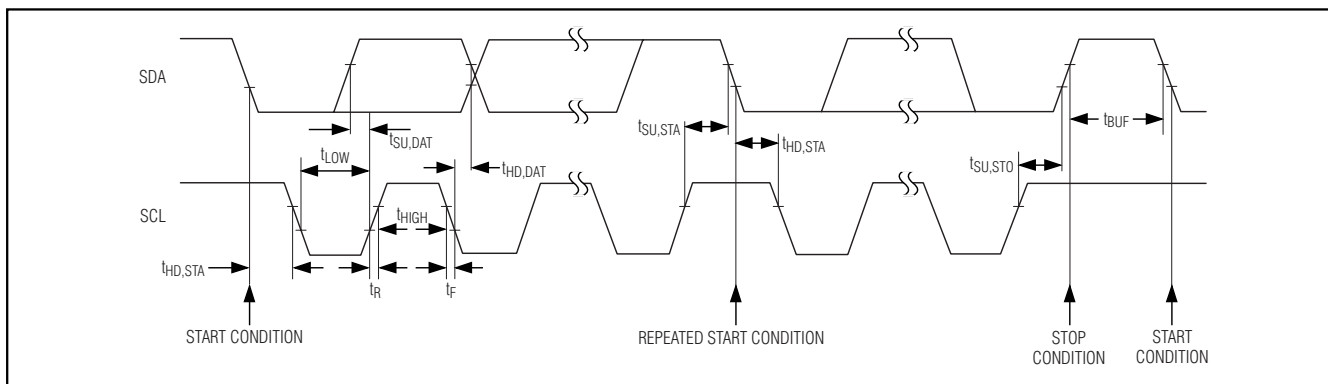 SDA
tSU,DAT
tLOW
tHD,DAT
tSU,STA
tHD,STA
tBUF
tSU,STO
SCL
tHIGH
tHD,STA
tR
tF
START CONDITION
REPEATED START CONDITION
STOP
CONDITION
START
CONDITION